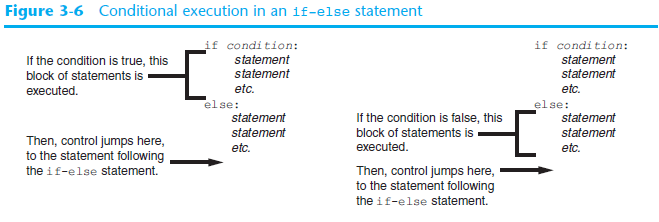 Figure 3-6 Conditional execution in an if-else statement
if condition:
statement
statement
etc.
else:
statement
statement
etc.
If the condition is true, this
block of statements is
executed.
Then, control jumps here,
to the statement following
the if-else statement.
if condition:
statement
statement
etc.
else:
statement
statement
etc.
If the condition is false, this
block of statements is
executed.
Then, control jumps here,
to the statement following
the if-else statement.